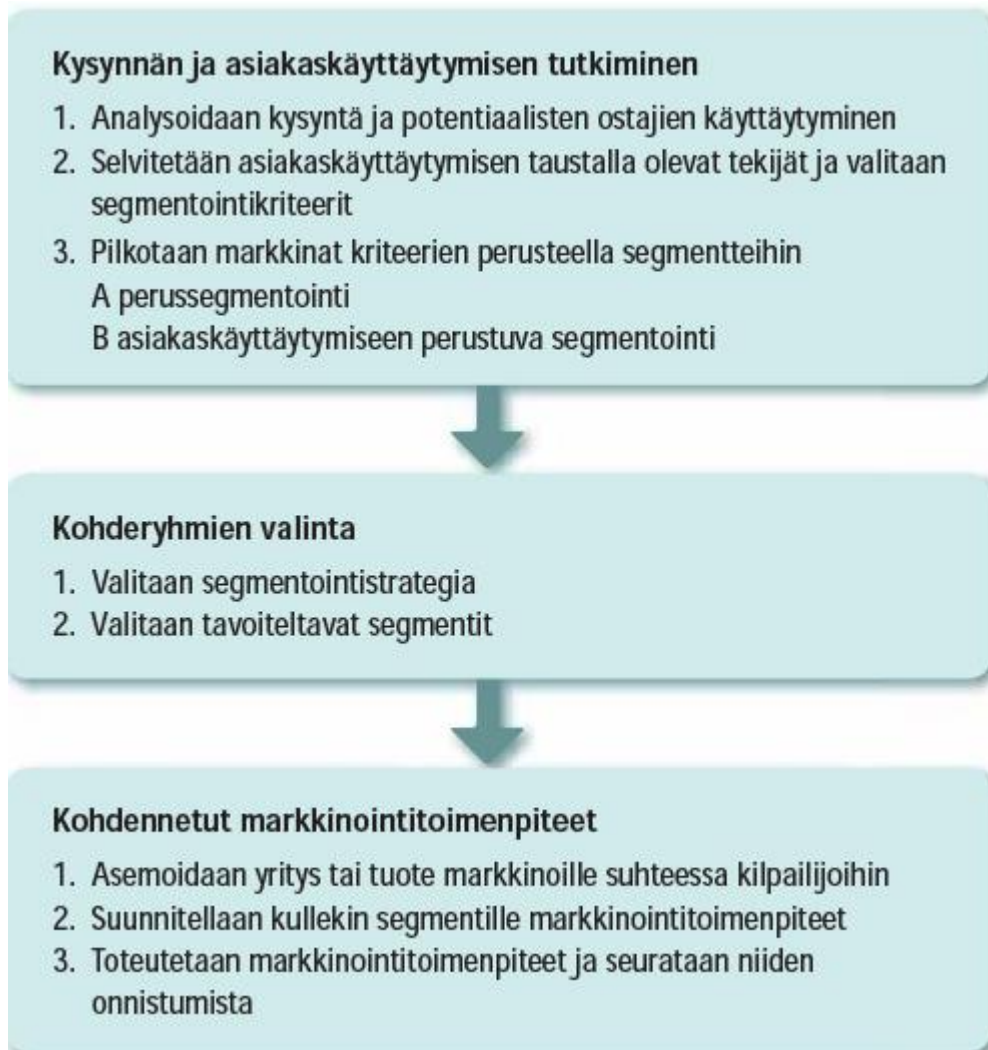 Kysynnän ja asiakaskäyttäytymisen tutkiminen
1. Analysoidaan kysyntä ja potentiaalisten ostajien käyttäytyminen
2. Selvitetään asiakaskäyttäytymisen taustalla olevat tekijät ja valitaan
segmentointikriteerit
3. Pilkotaan markkinat kriteerien perusteella segmentteihin
A perussegmentointi
B asiakaskäyttäytymiseen perustuva segmentointi
Kohderyhmien valinta
1. Valitaan segmentointistrategia
2. Valitaan tavoiteltavat segmentit
Kohdennetut markkinointitoimenpiteet
1. Asemoidaan yritys tai tuote markkinoille suhteessa kilpailijoihin
2. Suunnitellaan kullekin segmentille markkinointitoimenpiteet
3. Toteutetaan markkinointitoimenpiteet ja seurataan niiden
onnistumista